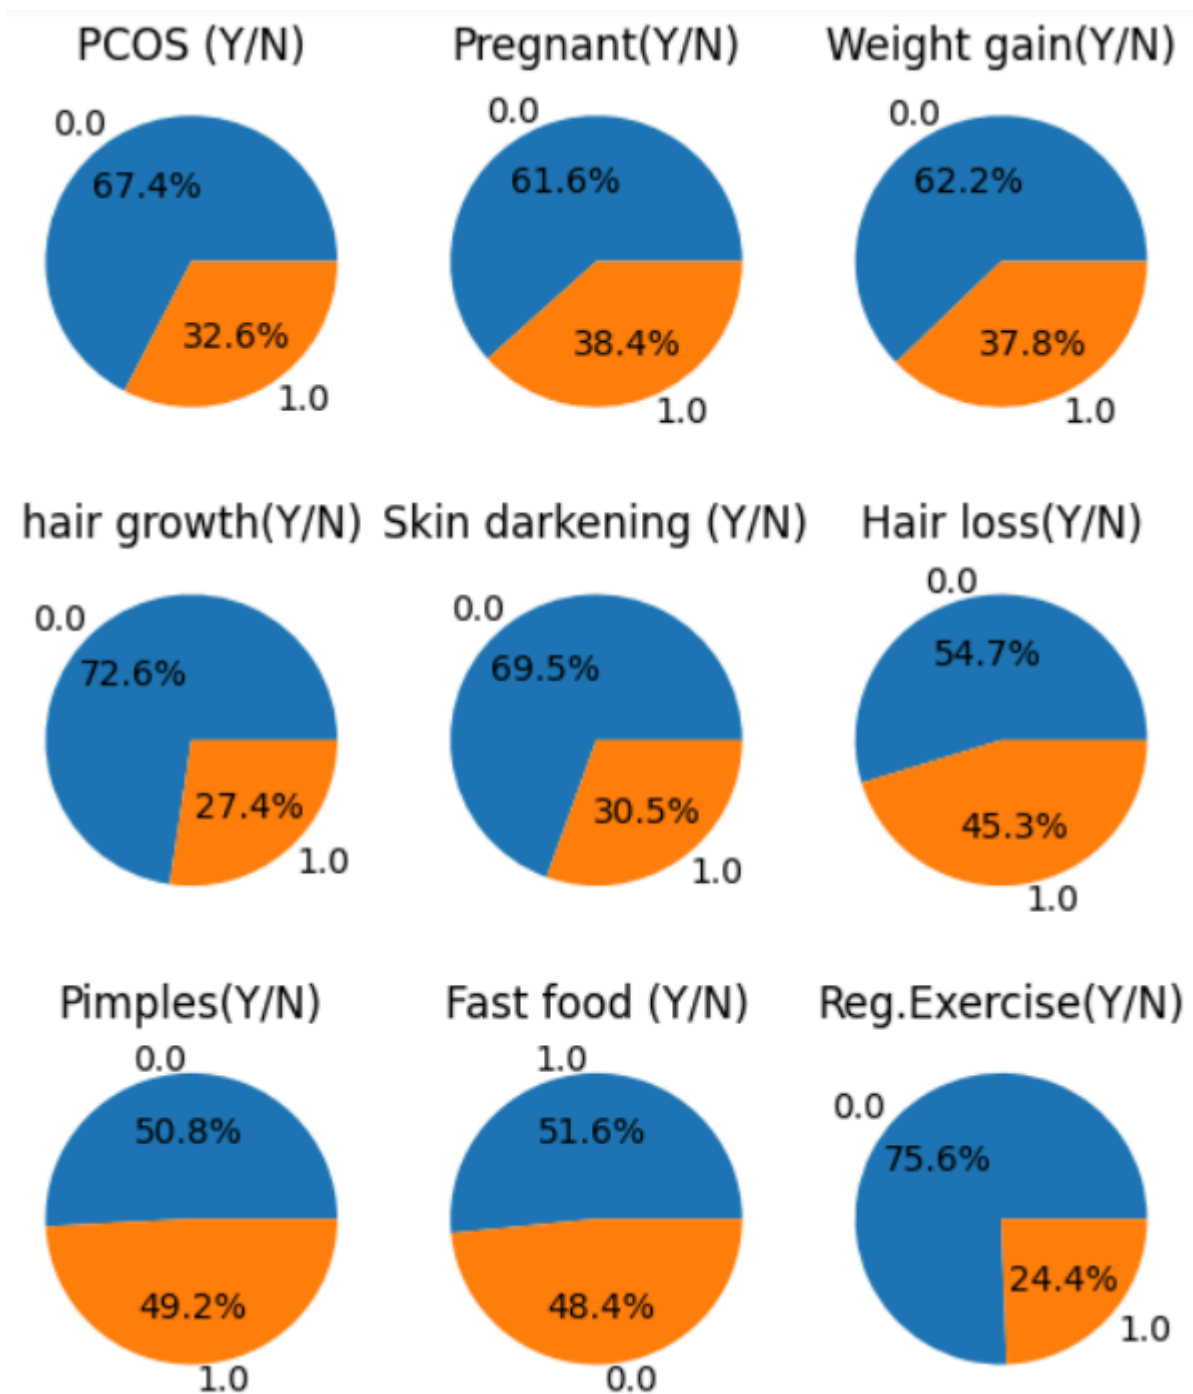 PCOS (Y/N) Pregnant(Y/N) Weight gain(Y/N)
0.0 0.0 0.0
67.4% 61.6% 62.2%
32.6% 38.4% 37.8%
1.0 1.0 1.0
hair growth(Y/N) Skin darkening (Y/N) Hair loss(Y/N)
0.0 0.0 0.0
72.6% 69.5% 54.7%
27.4% 30.5% 45.3%
1.0 1.0 1.0
Pimples(Y/N) Fast food (Y/N) Reg.Exercise(Y/N)
0.0 1.0 0.0
50.8% 51.6% 75.6%
49.2% 48.4% 24.4%
1.0 0.0 1.0